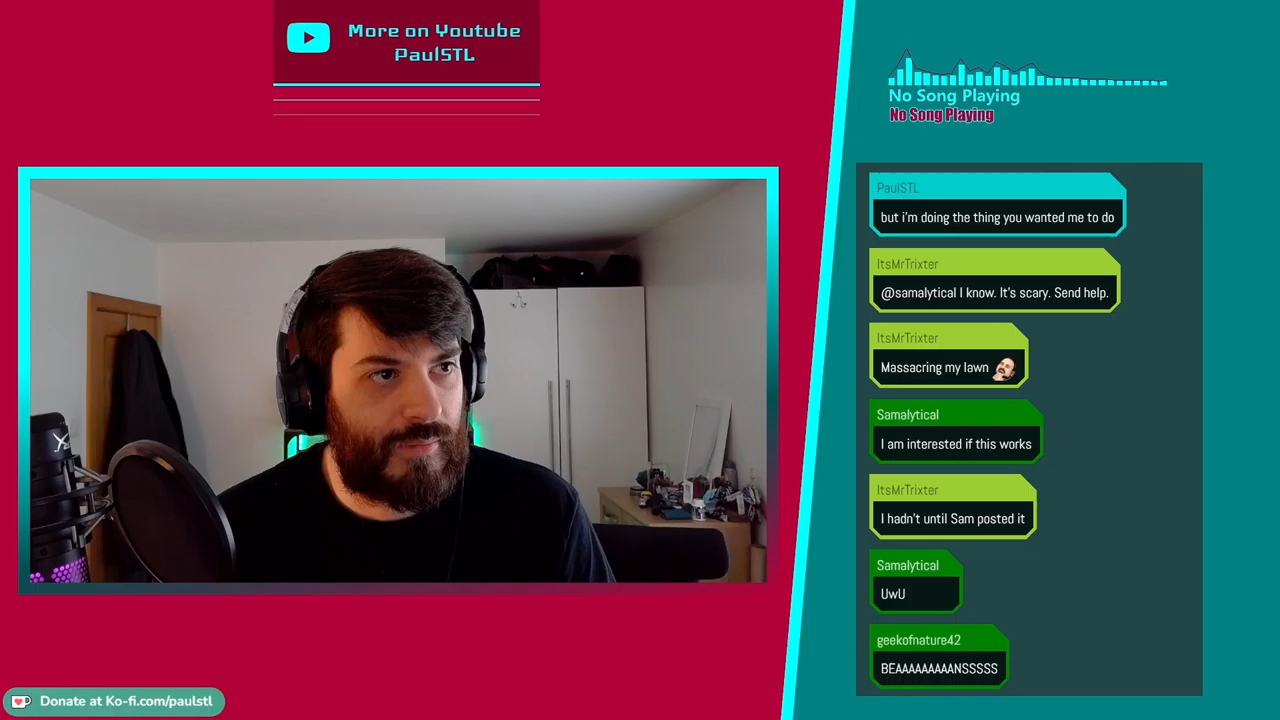 More on Youtube
PaulSTL
No Song Playing
No Song Playing
PaulSTL
but i'm doing the thing you wanted me to do
ItsMrTrixter
@samalytical I know. It's scary. Send help.
ItsMrTrixter
Massacring my lawn
Samalytical
I am interested if this works
ItsMrTrixter
I hadn't until Sam posted it
Samalytical
UwU
geekofnature42
BEAAAAAAAAANSSSSS
Donate at Ko-fi.com/paulstl